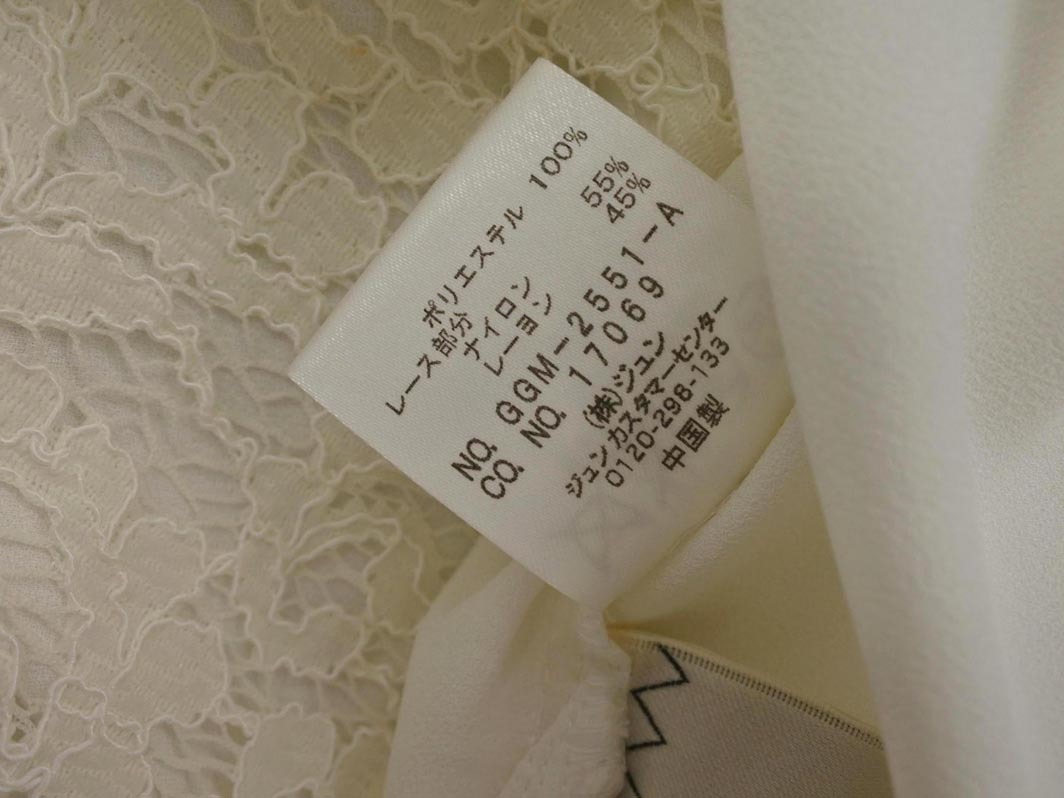 ポリエステル 100%
レース部分
ナイロン 55%
レーヨン 45%
NO. GGM-2551-A
CO. NO. 17069
(株)ジュン
ジュンカスタマーセンター
0120-298-133
中国製